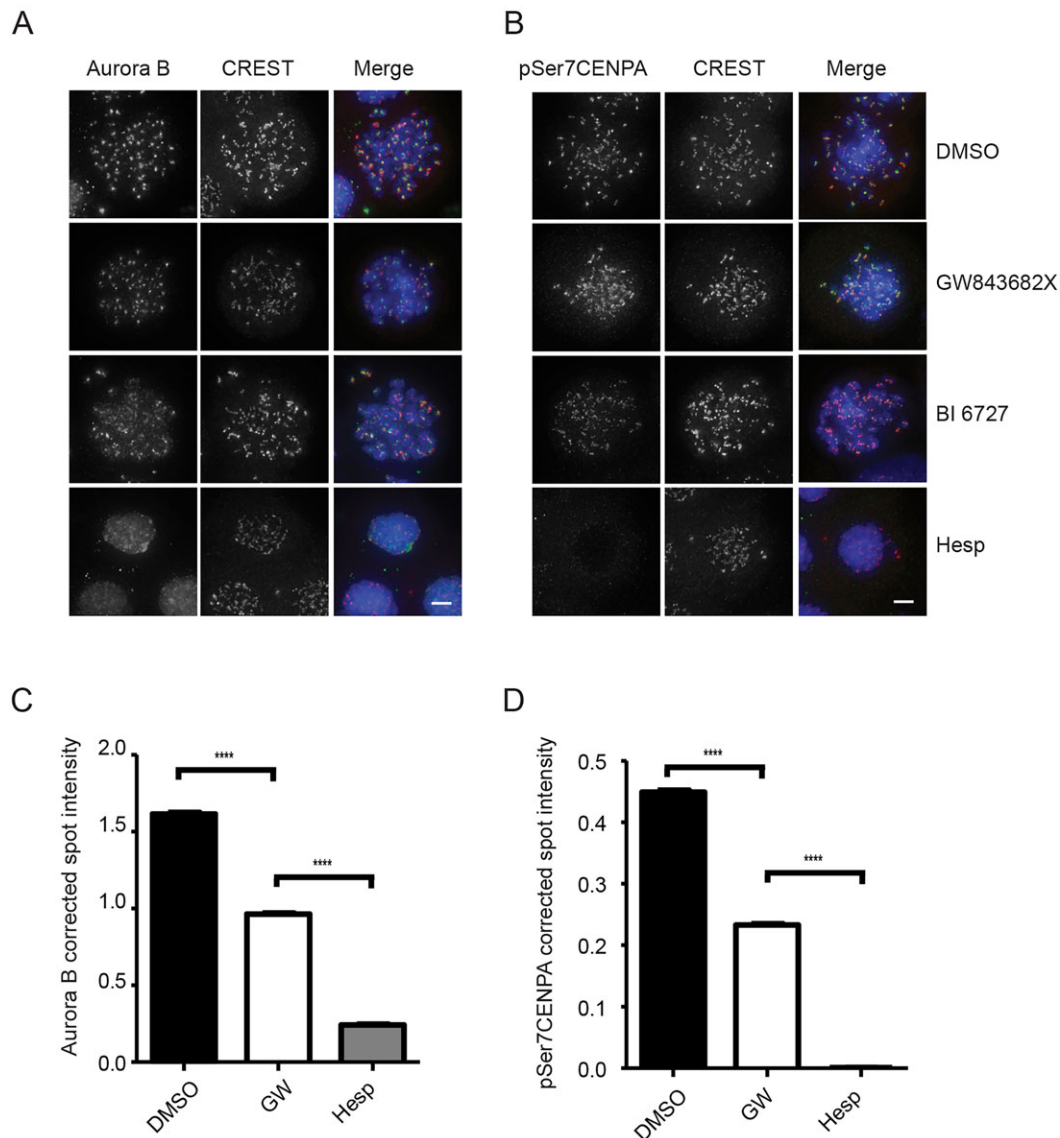 A
B
Aurora B CREST Merge
pSer7CENPA CREST Merge
DMSO
GW843682X
BI 6727
Hesp
C
D
Aurora B corrected spot intensity
2.0
1.5
1.0
0.5
0.0
****
****
DMSO
GW
Hesp
pSer7CENPA corrected spot intensity
0.5
0.4
0.3
0.2
0.1
0.0
****
****
DMSO
GW
Hesp